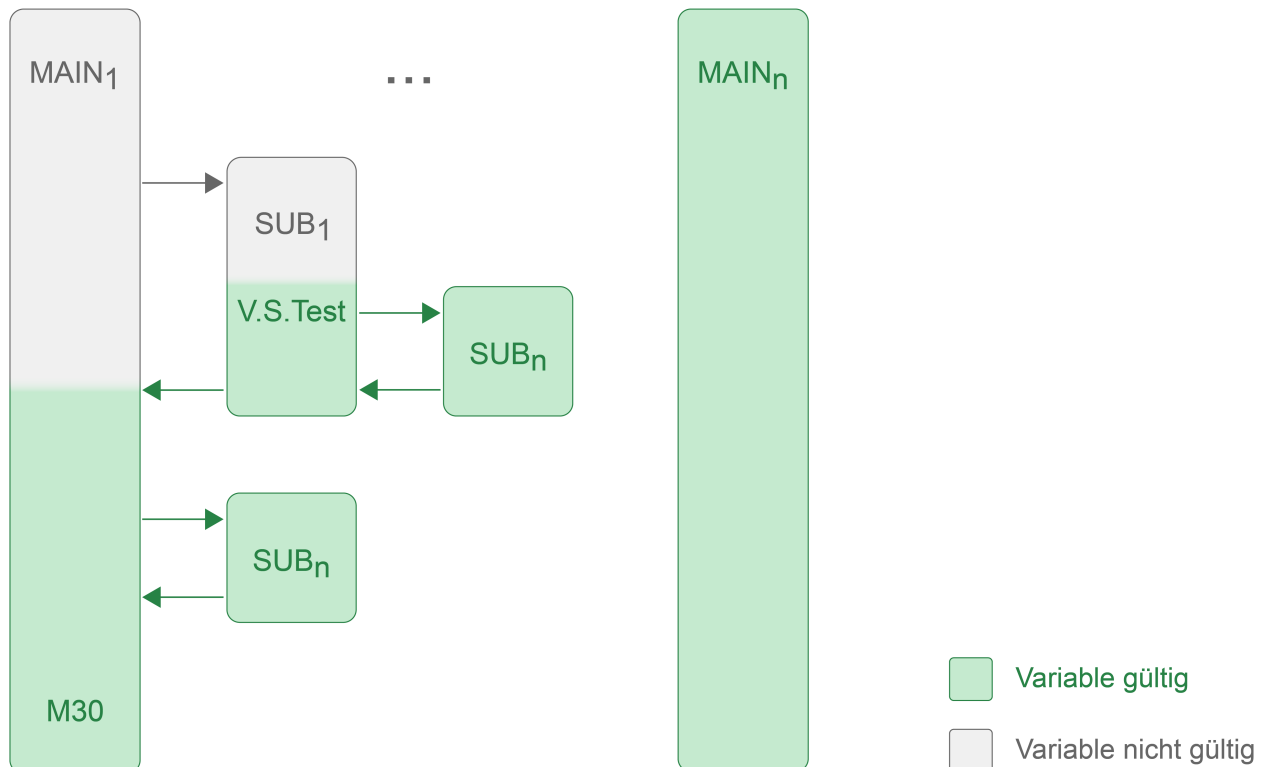 MAIN1
...
MAINn
SUB1
V.S.Test
SUBn
SUBn
M30
Variable gültig
Variable nicht gültig